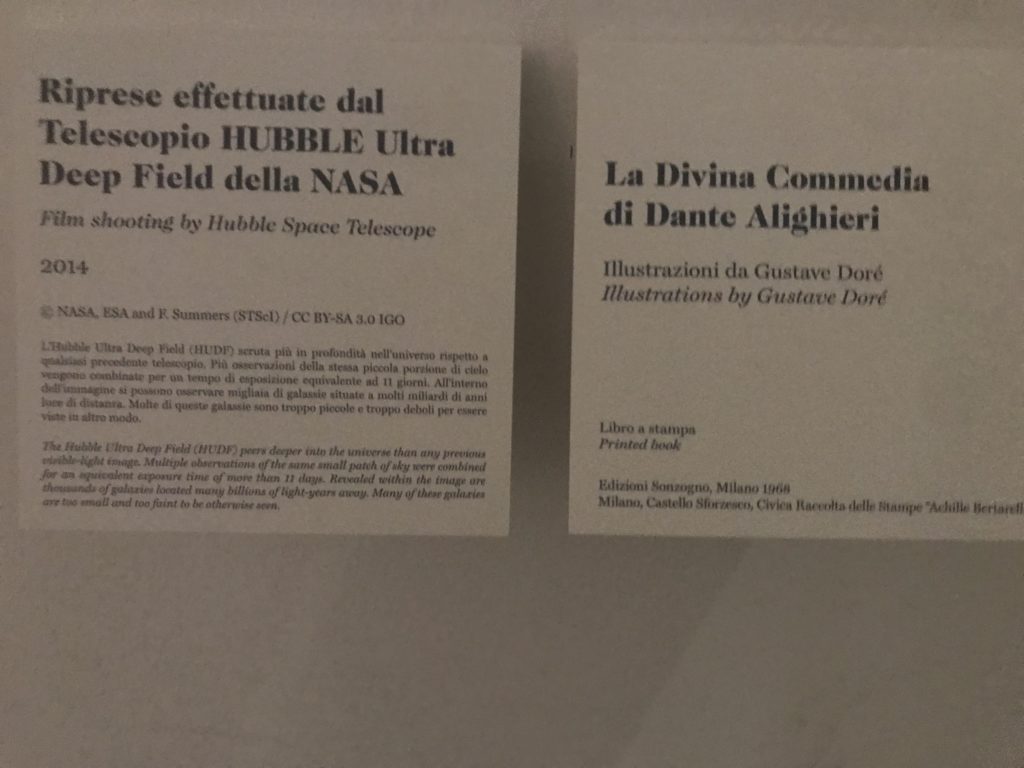 Riprese effettuate dal
Telescopio HUBBLE Ultra
Deep Field della NASA
Film shooting by Hubble Space Telescope
2014
© NASA, ESA and F. Summers (STScI) / CC BY-SA 3.0 IGO
L'Hubble Ultra Deep Field (HUDF) scruta più in profondità nell'universo rispetto a
qualsiasi precedente telescopio. Più osservazioni della stessa piccola porzione di cielo
vengono combinate per un tempo di esposizione equivalente ad 11 giorni. All'interno
dell'immagine si possono osservare migliaia di galassie situate a molti miliardi di anni
luce di distanza. Molte di queste galassie sono troppo piccole e troppo deboli per essere
viste in altro modo.
The Hubble Ultra Deep Field (HUDF) peers deeper into the universe than any previous
visible-light image. Multiple observations of the same small patch of sky were combined
for an equivalent exposure time of more than 11 days. Revealed within the image are
thousands of galaxies located many billions of light-years away. Many of these galaxies
are too small and too faint to be otherwise seen.
La Divina Commedia
di Dante Alighieri
Illustrazioni da Gustave Doré
Illustrations by Gustave Doré
Libro a stampa
Printed book
Edizioni Sonzogno, Milano 1968
Milano, Castello Sforzesco, Civica Raccolta delle Stampe "Achille Bertarell